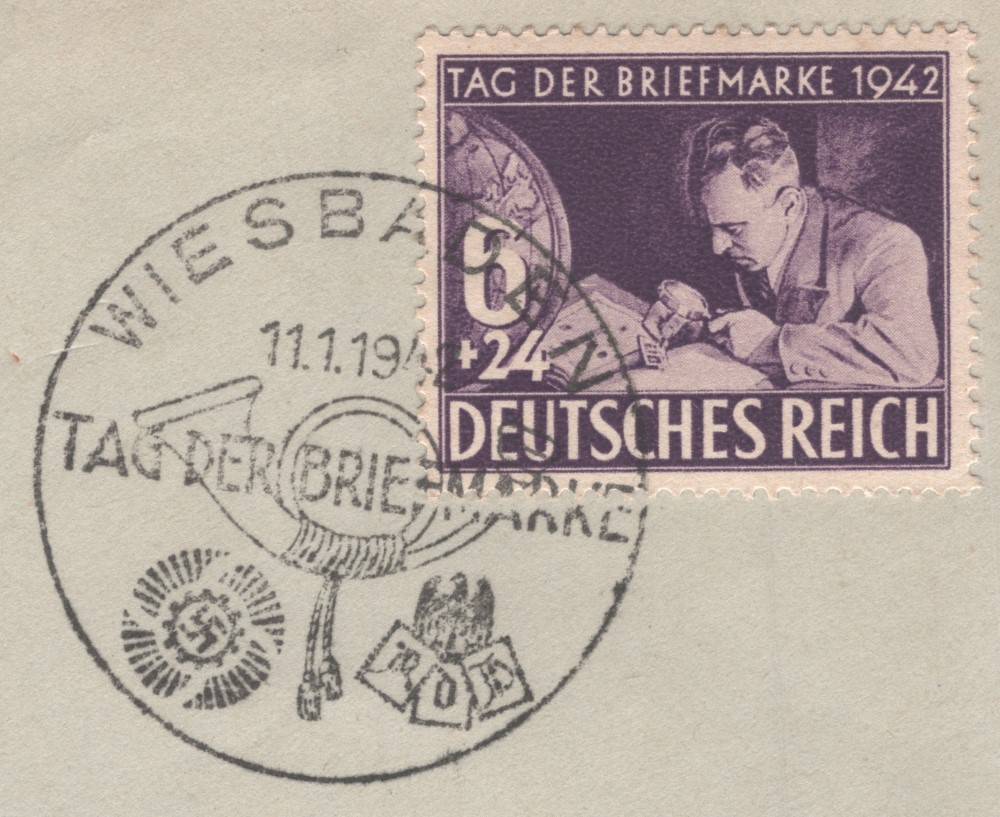 TAG DER BRIEFMARKE 1942
6
+24
DEUTSCHES REICH
WIESBADEN
11.1.1942
TAG DER BRIEFMARKE